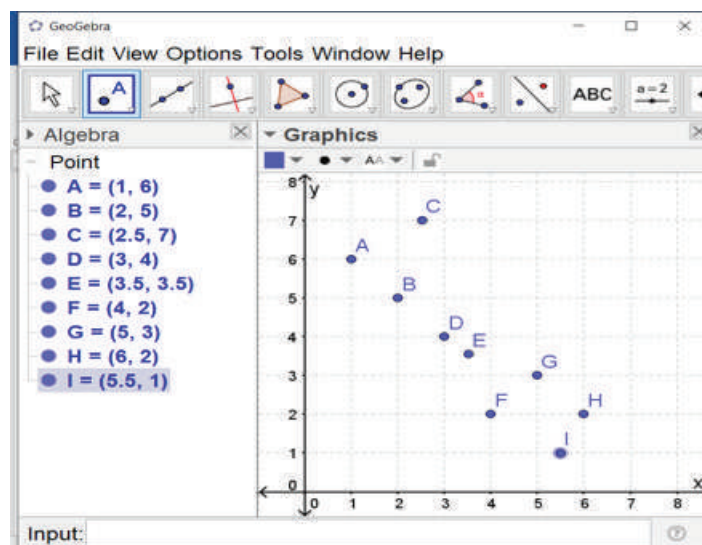 GeoGebra
File Edit View Options Tools Window Help
A
α
ABC
a=2
Algebra
Graphics
AA
Point
A = (1, 6)
B = (2, 5)
C = (2.5, 7)
D = (3, 4)
E = (3.5, 3.5)
F = (4, 2)
G = (5, 3)
H = (6, 2)
I = (5.5, 1)
8 y
C
7
A
6
B
5
D
4
E
G
3
F H
2
I
1
0 x
0 1 2 3 4 5 6 7 8
Input: